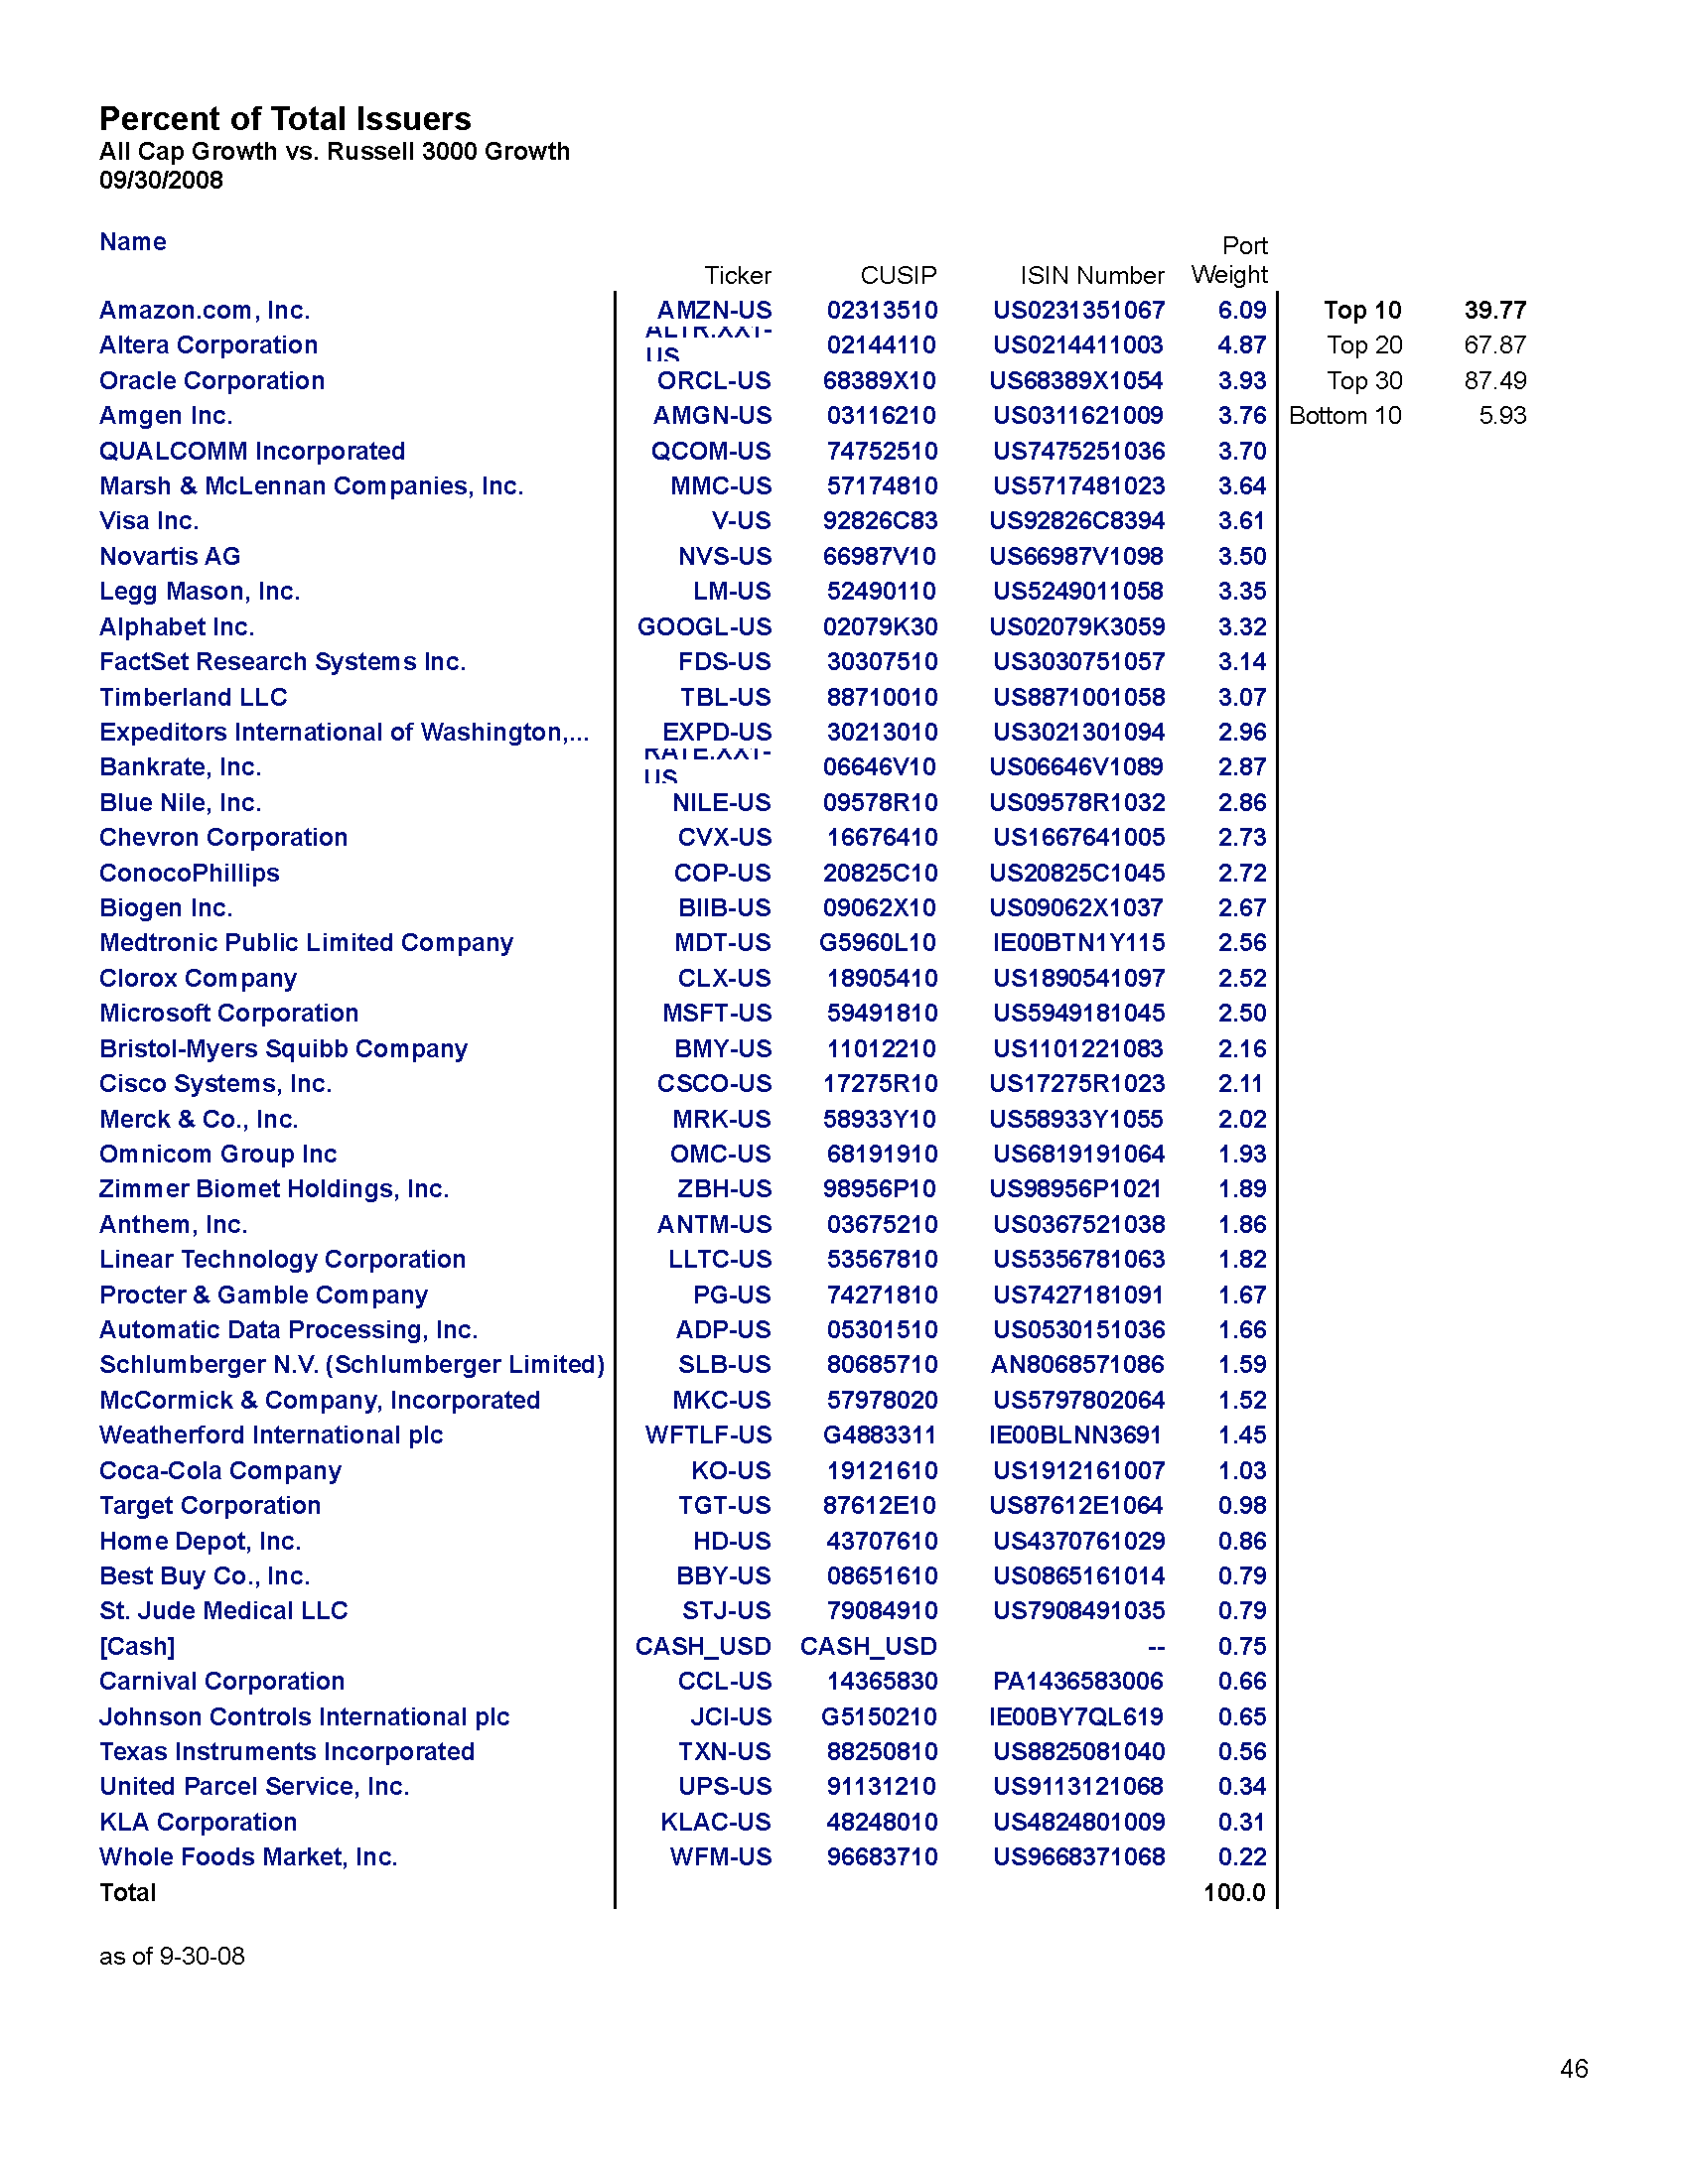 Percent of Total Issuers
All Cap Growth vs. Russell 3000 Growth
09/30/2008
Name Ticker CUSIP ISIN Number Port Weight
Amazon.com, Inc. AMZN-US 02313510 US0231351067 6.09 Top 10 39.77
Altera Corporation ALTR.XX1-US 02144110 US0214411003 4.87 Top 20 67.87
Oracle Corporation ORCL-US 68389X10 US68389X1054 3.93 Top 30 87.49
Amgen Inc. AMGN-US 03116210 US0311621009 3.76 Bottom 10 5.93
QUALCOMM Incorporated QCOM-US 74752510 US7475251036 3.70
Marsh & McLennan Companies, Inc. MMC-US 57174810 US5717481023 3.64
Visa Inc. V-US 92826C83 US92826C8394 3.61
Novartis AG NVS-US 66987V10 US66987V1098 3.50
Legg Mason, Inc. LM-US 52490110 US5249011058 3.35
Alphabet Inc. GOOGL-US 02079K30 US02079K3059 3.32
FactSet Research Systems Inc. FDS-US 30307510 US3030751057 3.14
Timberland LLC TBL-US 88710010 US8871001058 3.07
Expeditors International of Washington,... EXPD-US 30213010 US3021301094 2.96
Bankrate, Inc. RATE.XX1-US 06646V10 US06646V1089 2.87
Blue Nile, Inc. NILE-US 09578R10 US09578R1032 2.86
Chevron Corporation CVX-US 16676410 US1667641005 2.73
ConocoPhillips COP-US 20825C10 US20825C1045 2.72
Biogen Inc. BIIB-US 09062X10 US09062X1037 2.67
Medtronic Public Limited Company MDT-US G5960L10 IE00BTN1Y115 2.56
Clorox Company CLX-US 18905410 US1890541097 2.52
Microsoft Corporation MSFT-US 59491810 US5949181045 2.50
Bristol-Myers Squibb Company BMY-US 11012210 US1101221083 2.16
Cisco Systems, Inc. CSCO-US 17275R10 US17275R1023 2.11
Merck & Co., Inc. MRK-US 58933Y10 US58933Y1055 2.02
Omnicom Group Inc OMC-US 68191910 US6819191064 1.93
Zimmer Biomet Holdings, Inc. ZBH-US 98956P10 US98956P1021 1.89
Anthem, Inc. ANTM-US 03675210 US0367521038 1.86
Linear Technology Corporation LLTC-US 53567810 US5356781063 1.82
Procter & Gamble Company PG-US 74271810 US7427181091 1.67
Automatic Data Processing, Inc. ADP-US 05301510 US0530151036 1.66
Schlumberger N.V. (Schlumberger Limited) SLB-US 80685710 AN8068571086 1.59
McCormick & Company, Incorporated MKC-US 57978020 US5797802064 1.52
Weatherford International plc WFTLF-US G4883311 IE00BLNN3691 1.45
Coca-Cola Company KO-US 19121610 US1912161007 1.03
Target Corporation TGT-US 87612E10 US87612E1064 0.98
Home Depot, Inc. HD-US 43707610 US4370761029 0.86
Best Buy Co., Inc. BBY-US 08651610 US0865161014 0.79
St. Jude Medical LLC STJ-US 79084910 US7908491035 0.79
[Cash] CASH_USD CASH_USD -- 0.75
Carnival Corporation CCL-US 14365830 PA1436583006 0.66
Johnson Controls International plc JCI-US G5150210 IE00BY7QL619 0.65
Texas Instruments Incorporated TXN-US 88250810 US8825081040 0.56
United Parcel Service, Inc. UPS-US 91131210 US9113121068 0.34
KLA Corporation KLAC-US 48248010 US4824801009 0.31
Whole Foods Market, Inc. WFM-US 96683710 US9668371068 0.22
Total 100.0
as of 9-30-08
46